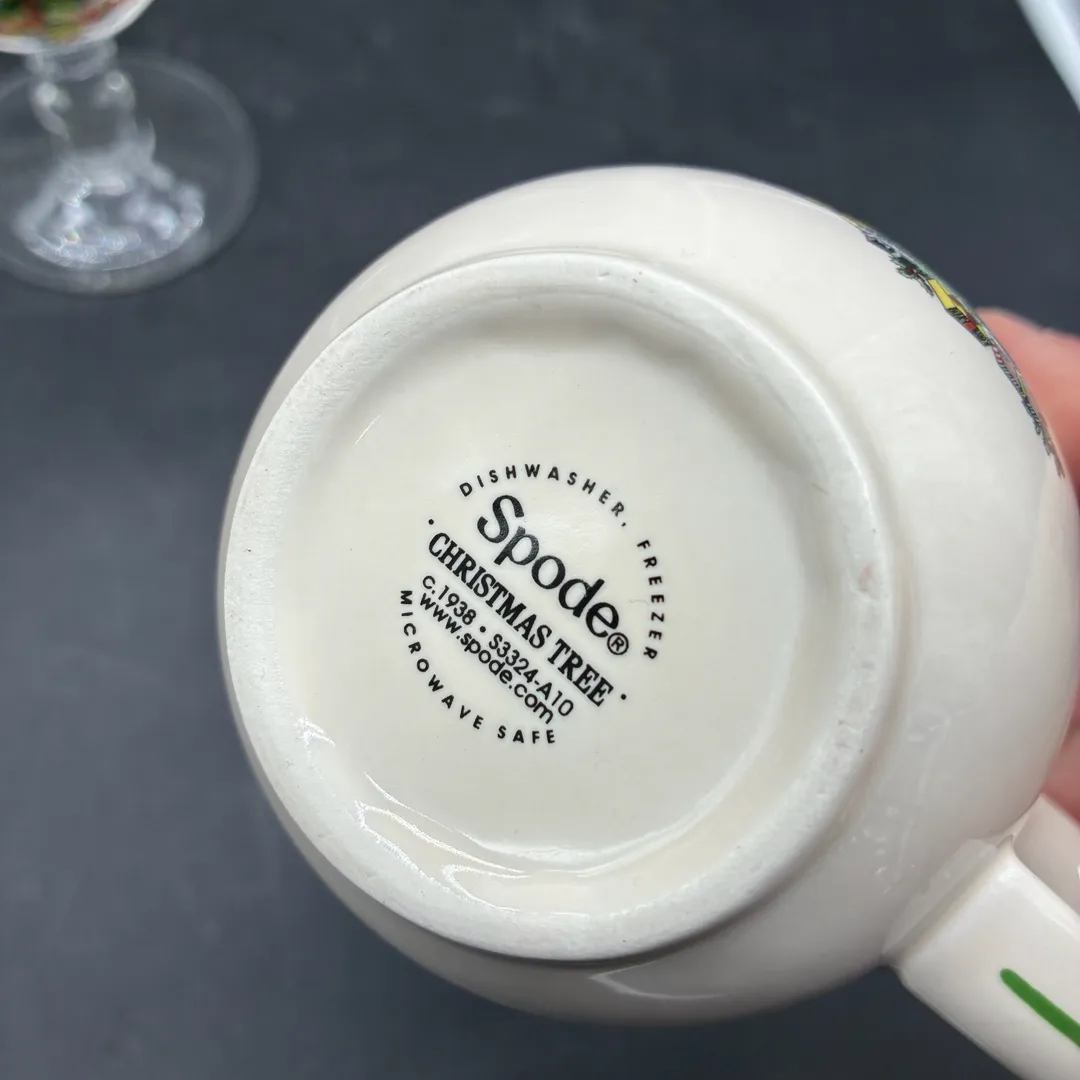 DISHWASHER, FREEZER
Spode®
· CHRISTMAS TREE ·
c.1938 • S3324-A10
www.spode.com
MICROWAVE SAFE